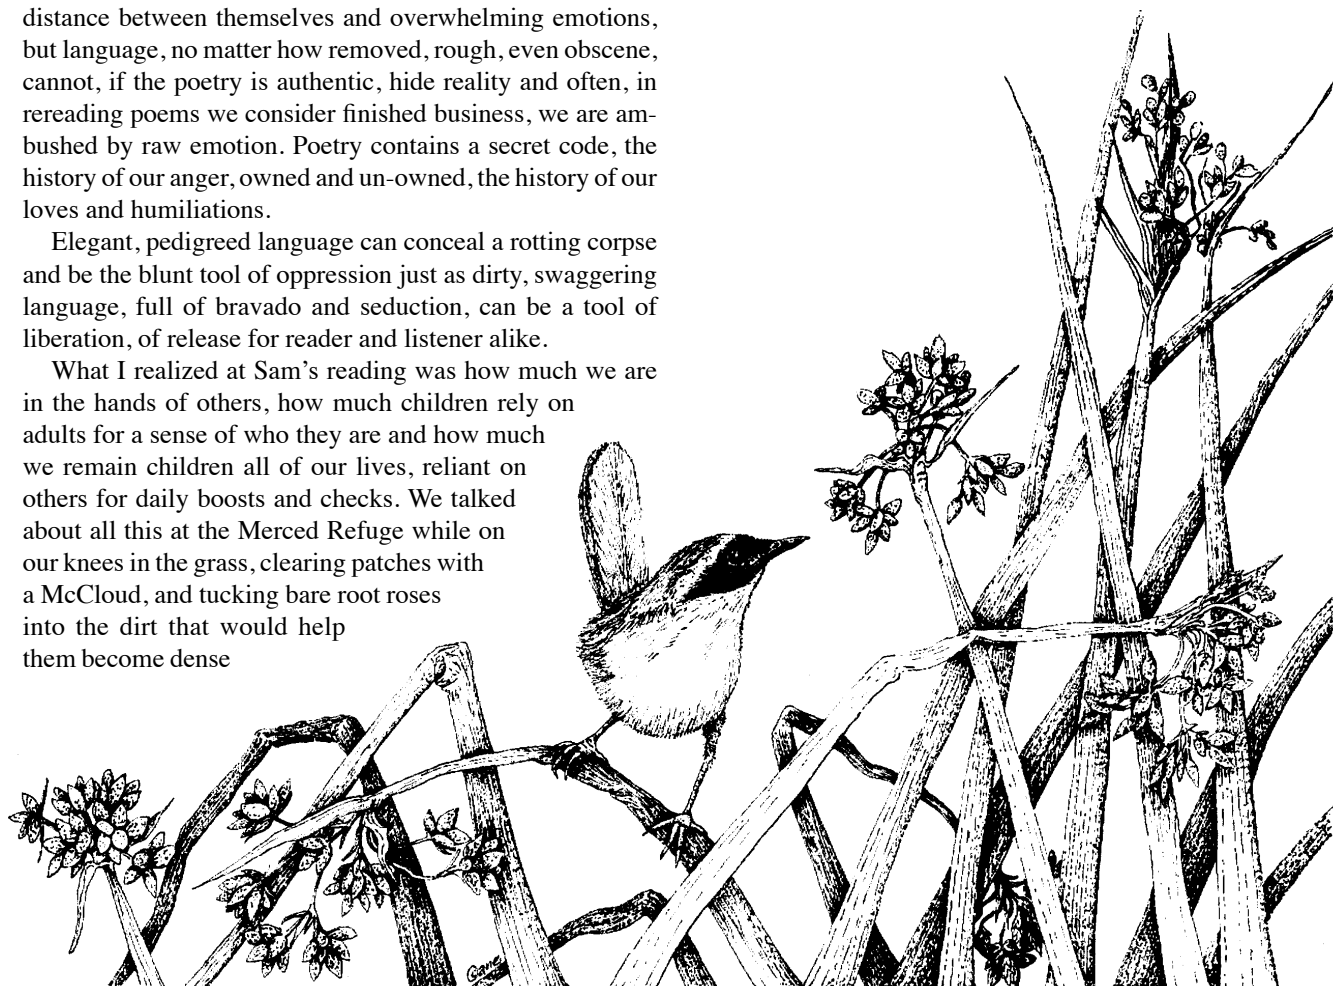 distance between themselves and overwhelming emotions,
but language, no matter how removed, rough, even obscene,
cannot, if the poetry is authentic, hide reality and often, in
rereading poems we consider finished business, we are am-
bushed by raw emotion. Poetry contains a secret code, the
history of our anger, owned and un-owned, the history of our
loves and humiliations.
Elegant, pedigreed language can conceal a rotting corpse
and be the blunt tool of oppression just as dirty, swaggering
language, full of bravado and seduction, can be a tool of
liberation, of release for reader and listener alike.
What I realized at Sam’s reading was how much we are
in the hands of others, how much children rely on
adults for a sense of who they are and how much
we remain children all of our lives, reliant on
others for daily boosts and checks. We talked
about all this at the Merced Refuge while on
our knees in the grass, clearing patches with
a McCloud, and tucking bare root roses
into the dirt that would help
them become dense